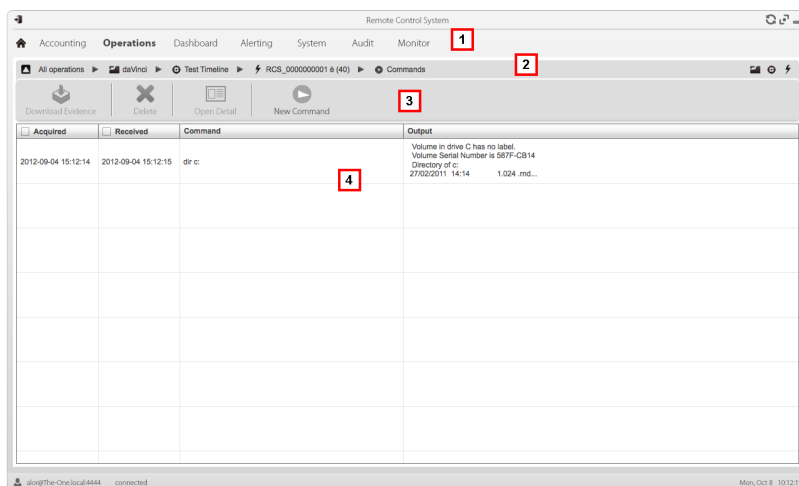 Remote Control System
Accounting Operations Dashboard Alerting System Audit Monitor 1
All operations daVinci Test Timeline RCS_0000000001 è (40) Commands 2
Download Evidence Delete Open Detail New Command 3
Acquired Received Command Output
2012-09-04 15:12:14 2012-09-04 15:12:15 dir c: Volume in drive C has no label.
Volume Serial Number is 587F-CB14
Directory of c:
27/02/2011 14:14 1.024 .rnd...
4
alor@The-One.local:4444 connected Mon, Oct 8